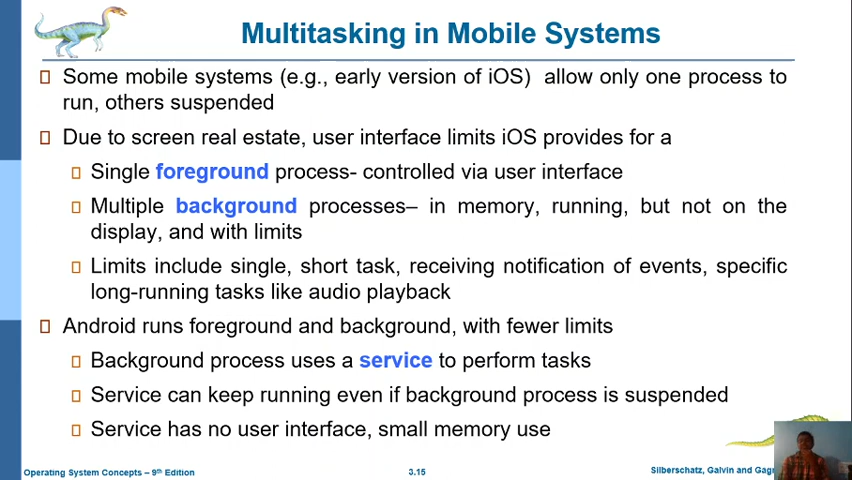 Multitasking in Mobile Systems
Some mobile systems (e.g., early version of iOS) allow only one process to
run, others suspended
Due to screen real estate, user interface limits iOS provides for a
Single foreground process- controlled via user interface
Multiple background processes– in memory, running, but not on the
display, and with limits
Limits include single, short task, receiving notification of events, specific
long-running tasks like audio playback
Android runs foreground and background, with fewer limits
Background process uses a service to perform tasks
Service can keep running even if background process is suspended
Service has no user interface, small memory use
Operating System Concepts – 9th Edition
3.15
Silberschatz, Galvin and